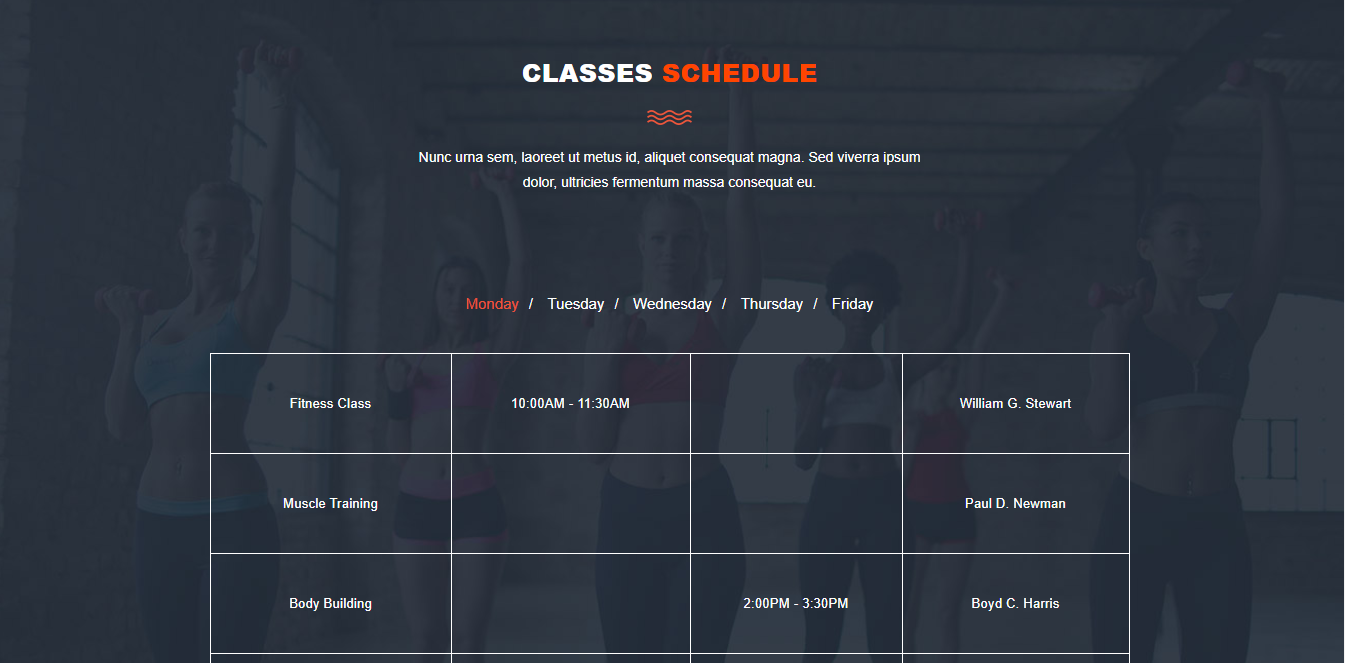 CLASSES SCHEDULE
Nunc urna sem, laoreet ut metus id, aliquet consequat magna. Sed viverra ipsum
dolor, ultricies fermentum massa consequat eu.
Monday / Tuesday / Wednesday / Thursday / Friday
Fitness Class 10:00AM - 11:30AM William G. Stewart
Muscle Training Paul D. Newman
Body Building 2:00PM - 3:30PM Boyd C. Harris